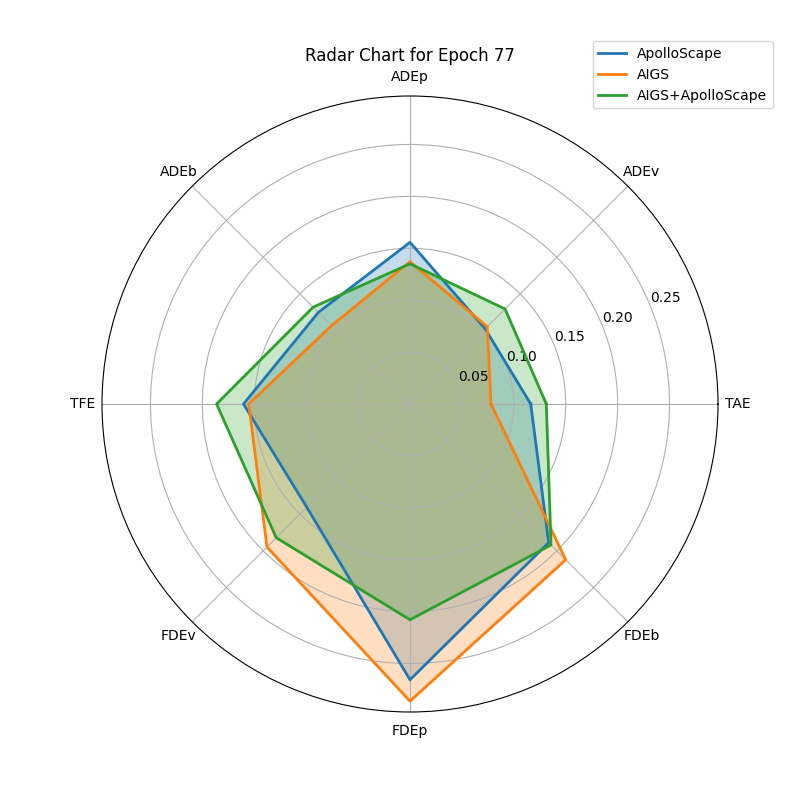 Radar Chart for Epoch 77
ApolloScape
AIGS
AIGS+ApolloScape
ADEp
ADEb
ADEv
0.25
0.20
0.15
0.10
0.05
TFE
TAE
FDEv
FDEb
FDEp